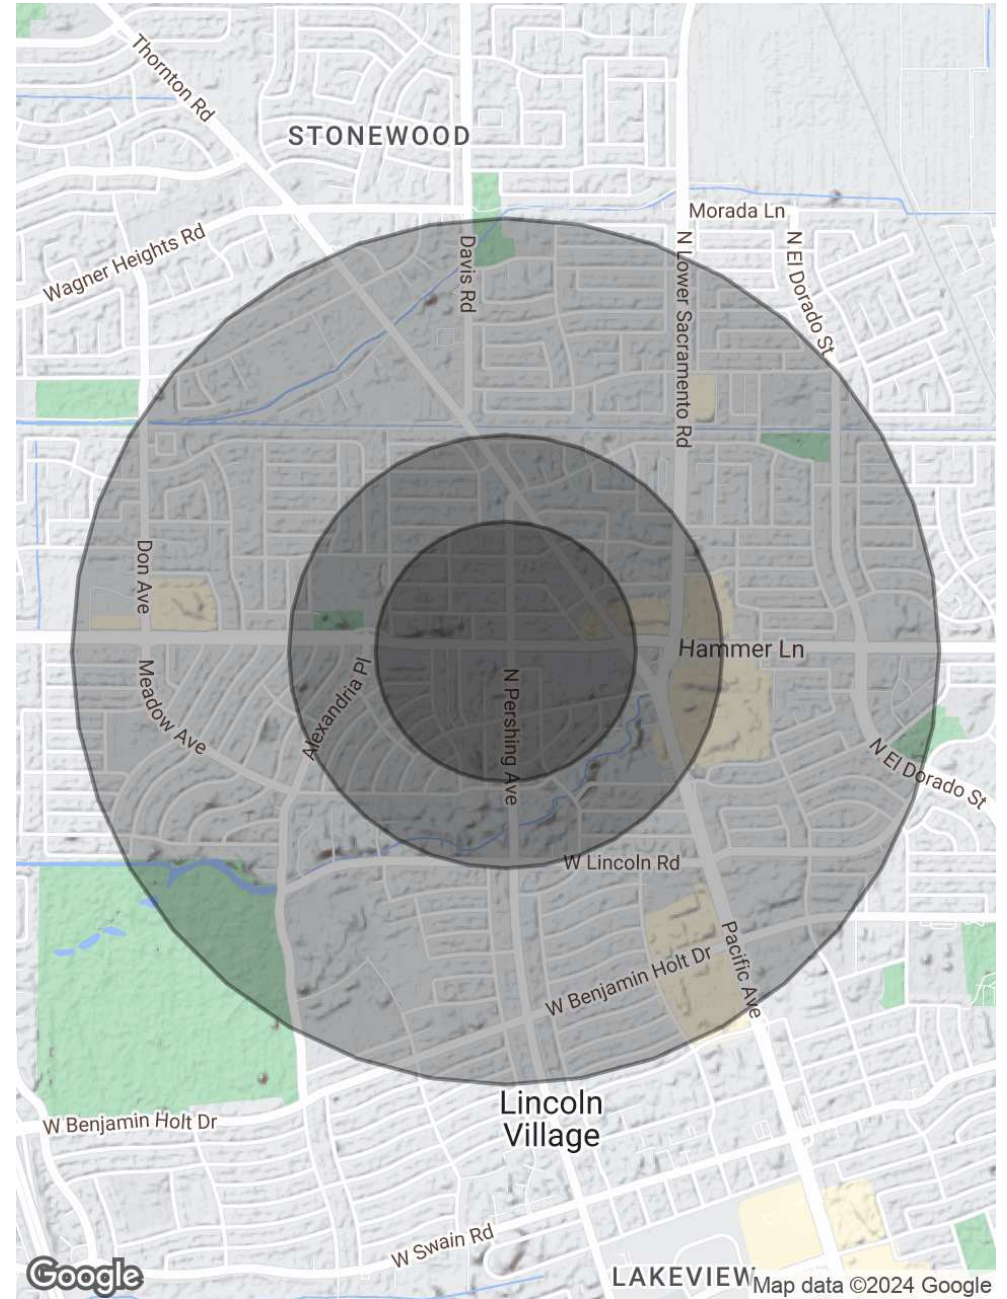 Thornton Rd
STONEWOOD
Morada Ln
Wagner Heights Rd
Davis Rd
N Lower Sacramento Rd
N El Dorado St
Don Ave
Hammer Ln
Meadow Ave
Alexandria Pl
N Pershing Ave
N El Dorado St
W Lincoln Rd
Pacific Ave
W Benjamin Holt Dr
Lincoln
Village
W Benjamin Holt Dr
W Swain Rd
Google
LAKEVIEW
Map data ©2024 Google